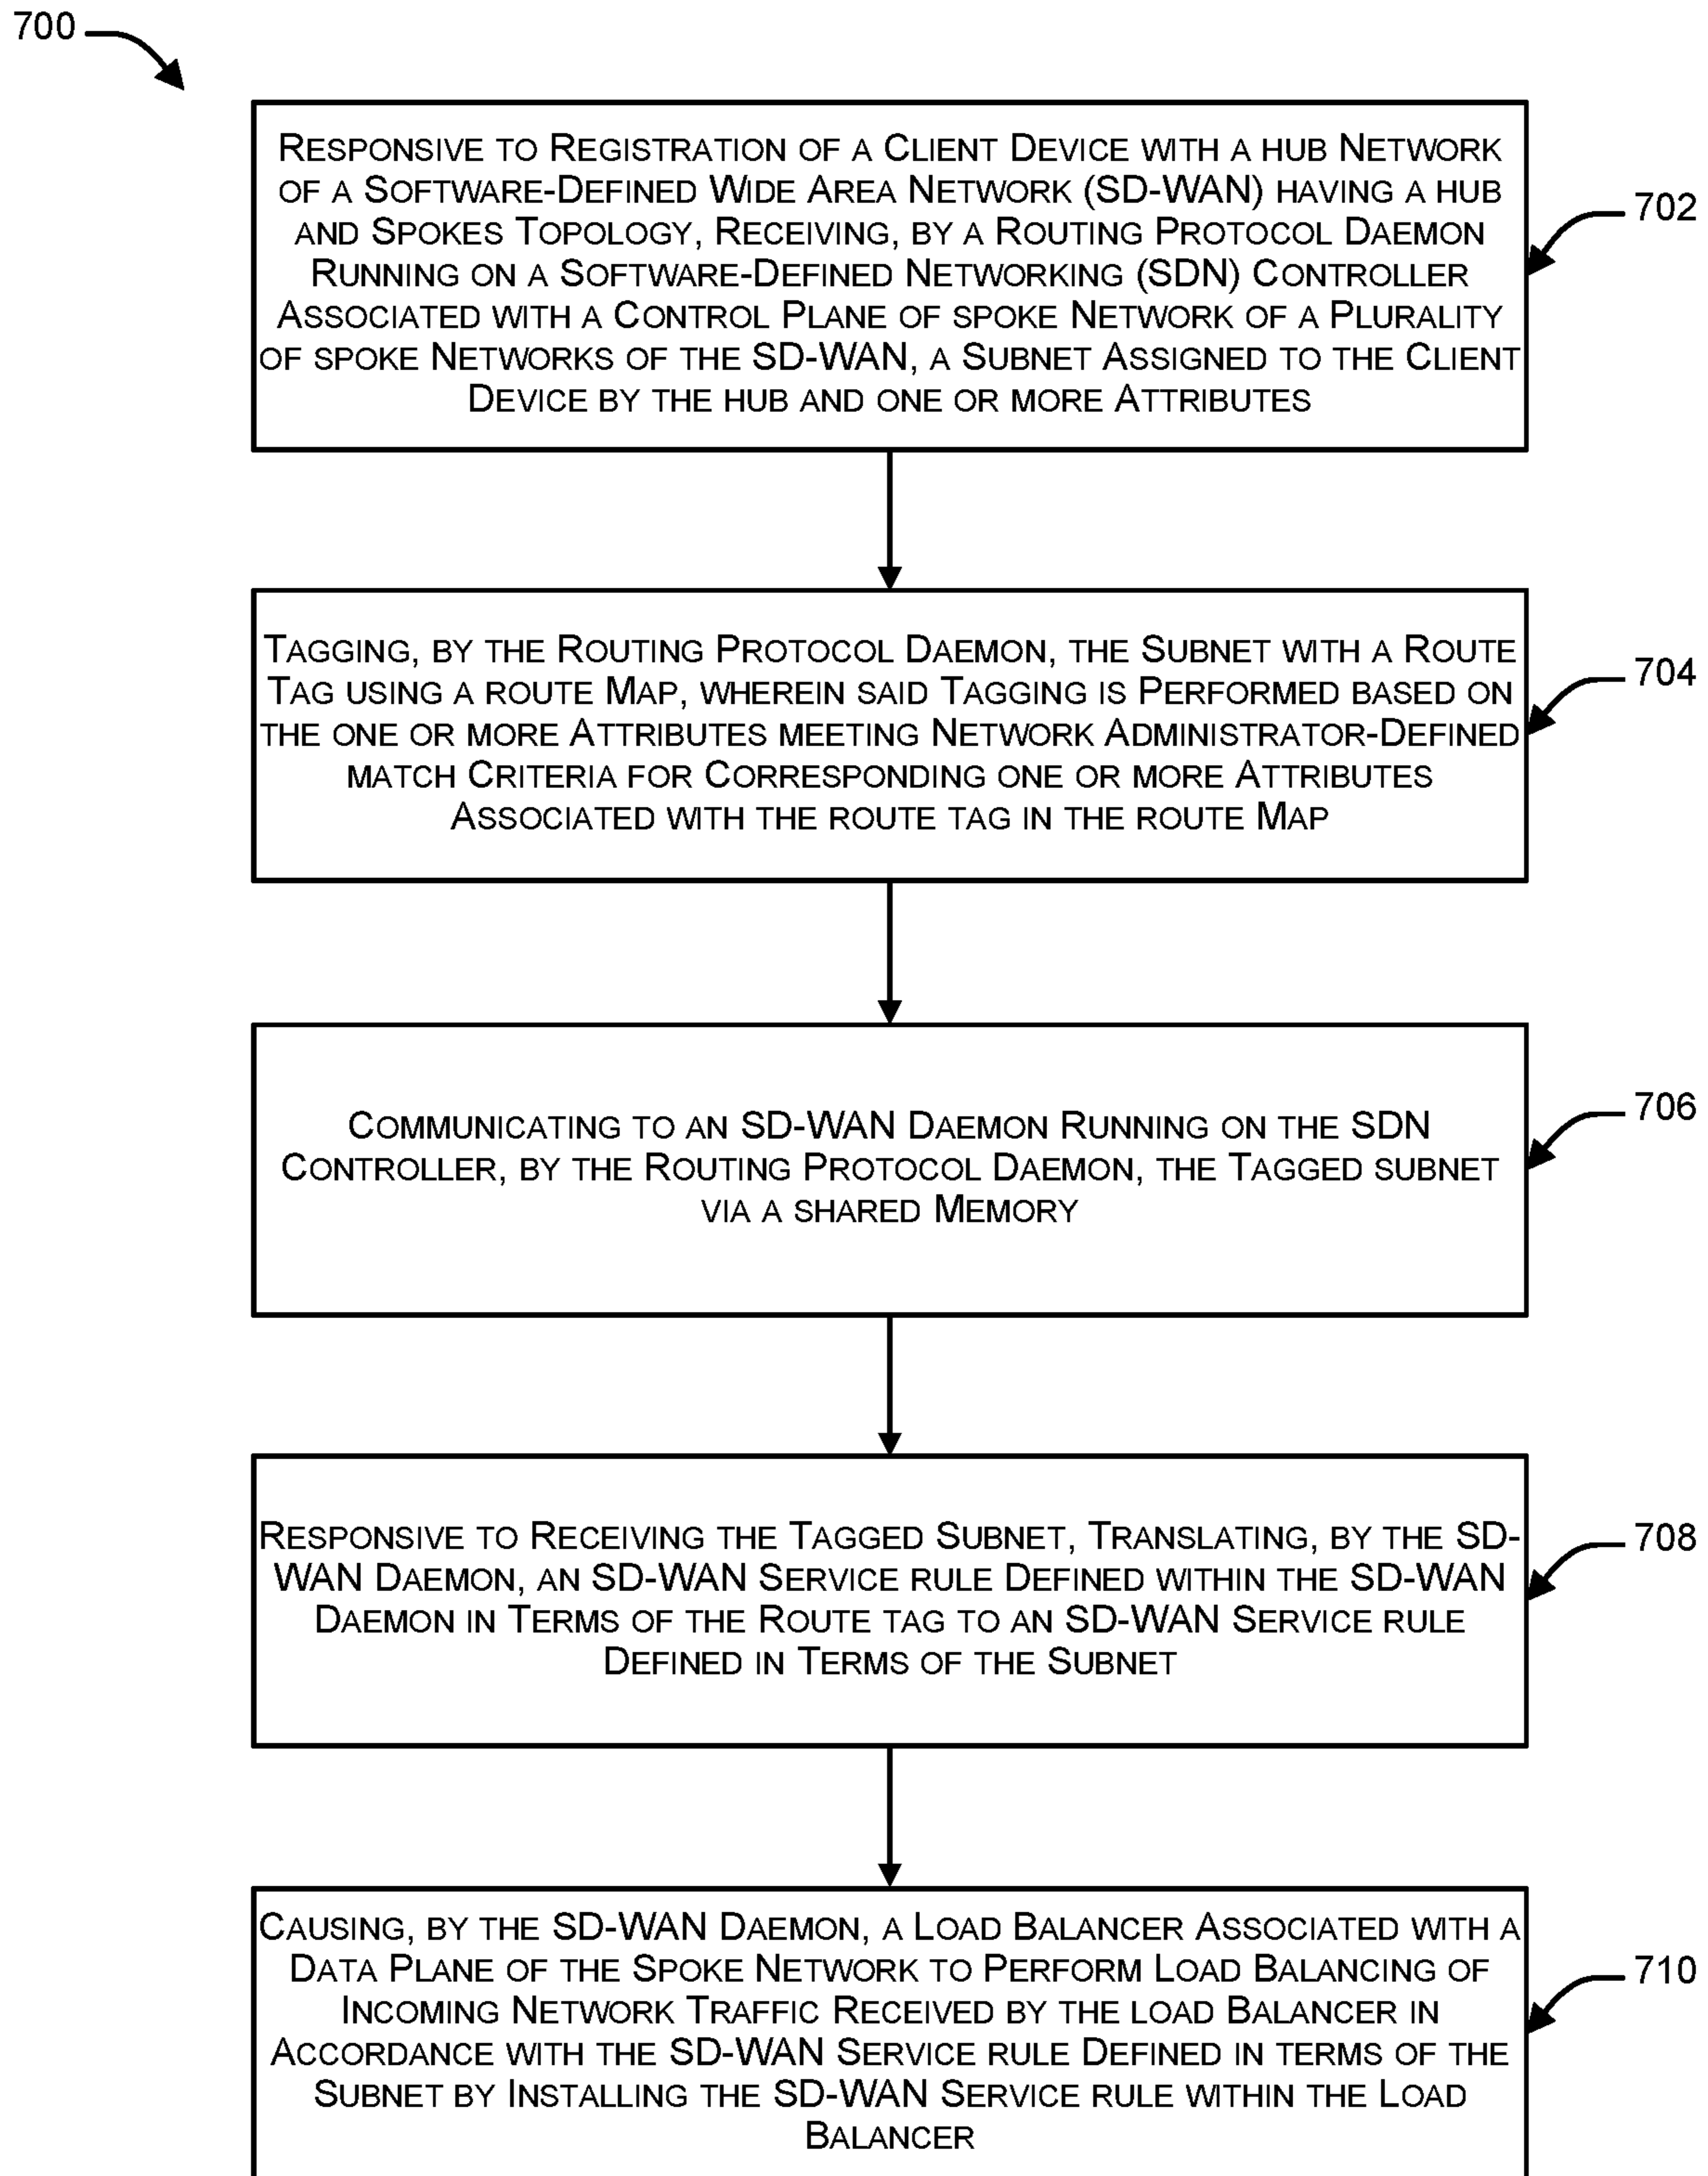 700
RESPONSIVE TO REGISTRATION OF A CLIENT DEVICE WITH A HUB NETWORK
OF A SOFTWARE-DEFINED WIDE AREA NETWORK (SD-WAN) HAVING A HUB
AND SPOKES TOPOLOGY, RECEIVING, BY A ROUTING PROTOCOL DAEMON
RUNNING ON A SOFTWARE-DEFINED NETWORKING (SDN) CONTROLLER
ASSOCIATED WITH A CONTROL PLANE OF SPOKE NETWORK OF A PLURALITY
OF SPOKE NETWORKS OF THE SD-WAN, A SUBNET ASSIGNED TO THE CLIENT
DEVICE BY THE HUB AND ONE OR MORE ATTRIBUTES
702
TAGGING, BY THE ROUTING PROTOCOL DAEMON, THE SUBNET WITH A ROUTE
TAG USING A ROUTE MAP, WHEREIN SAID TAGGING IS PERFORMED BASED ON
THE ONE OR MORE ATTRIBUTES MEETING NETWORK ADMINISTRATOR-DEFINED
MATCH CRITERIA FOR CORRESPONDING ONE OR MORE ATTRIBUTES
ASSOCIATED WITH THE ROUTE TAG IN THE ROUTE MAP
704
COMMUNICATING TO AN SD-WAN DAEMON RUNNING ON THE SDN
CONTROLLER, BY THE ROUTING PROTOCOL DAEMON, THE TAGGED SUBNET
VIA A SHARED MEMORY
706
RESPONSIVE TO RECEIVING THE TAGGED SUBNET, TRANSLATING, BY THE SD-
WAN DAEMON, AN SD-WAN SERVICE RULE DEFINED WITHIN THE SD-WAN
DAEMON IN TERMS OF THE ROUTE TAG TO AN SD-WAN SERVICE RULE
DEFINED IN TERMS OF THE SUBNET
708
CAUSING, BY THE SD-WAN DAEMON, A LOAD BALANCER ASSOCIATED WITH A
DATA PLANE OF THE SPOKE NETWORK TO PERFORM LOAD BALANCING OF
INCOMING NETWORK TRAFFIC RECEIVED BY THE LOAD BALANCER IN
ACCORDANCE WITH THE SD-WAN SERVICE RULE DEFINED IN TERMS OF THE
SUBNET BY INSTALLING THE SD-WAN SERVICE RULE WITHIN THE LOAD
BALANCER
710